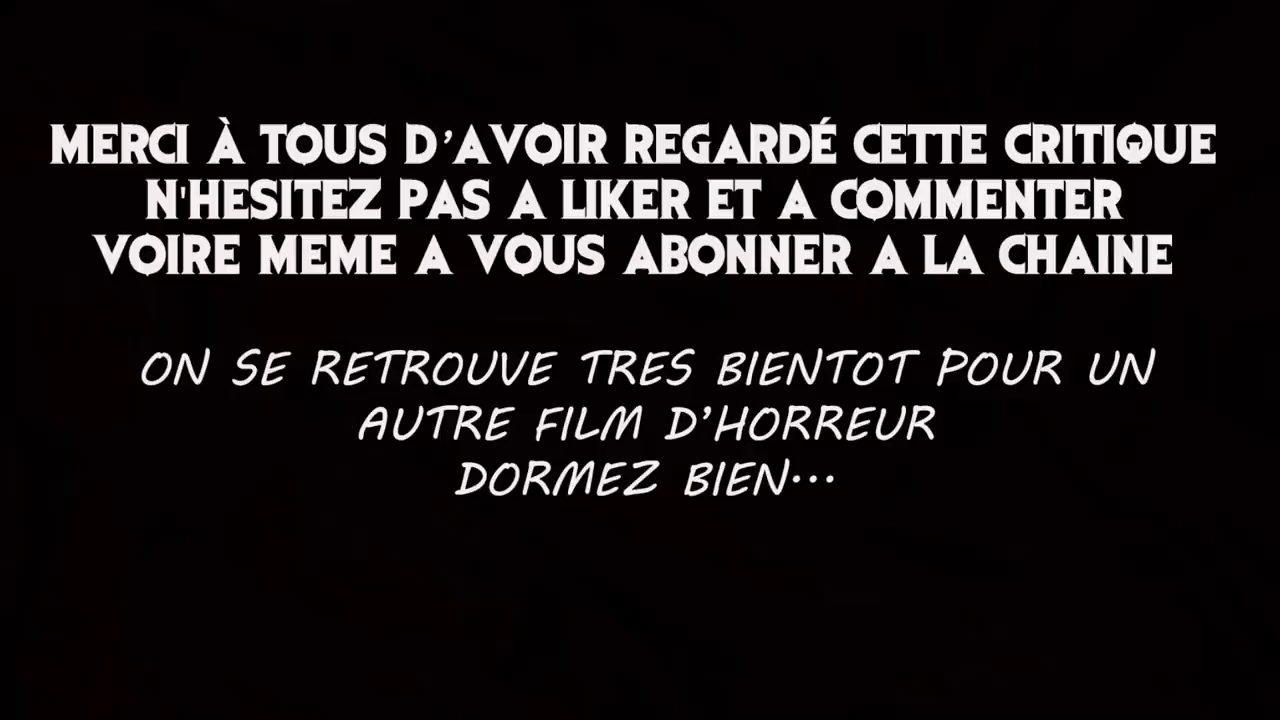 MERCI À TOUS D'AVOIR REGARDÉ CETTE CRITIQUE
N'HESITEZ PAS A LIKER ET A COMMENTER
VOIRE MEME A VOUS ABONNER A LA CHAINE
ON SE RETROUVE TRES BIENTOT POUR UN
AUTRE FILM D'HORREUR
DORMEZ BIEN...